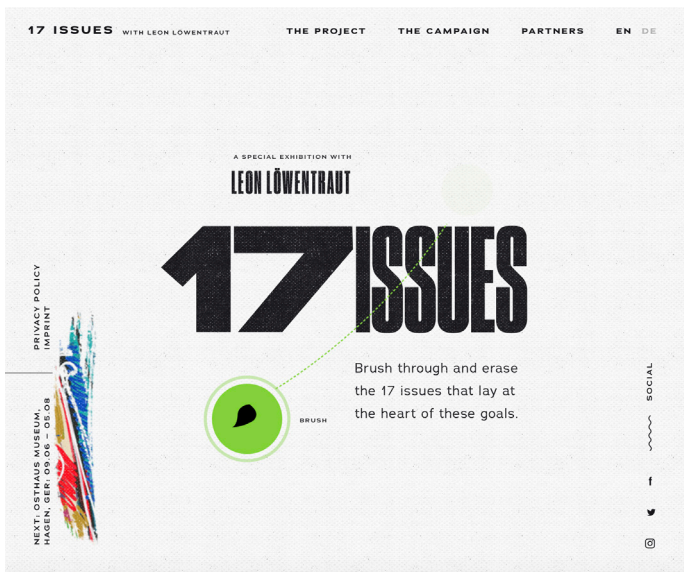 17 ISSUES WITH LEON LÖWENTRAUT
THE PROJECT
THE CAMPAIGN
PARTNERS
EN DE
A SPECIAL EXHIBITION WITH
LEON LÖWENTRAUT
17 ISSUES
Brush through and erase
the 17 issues that lay at
the heart of these goals.
BRUSH
PRIVACY POLICY
IMPRINT
NEXT: OSTHAUS MUSEUM,
HAGEN, GER: 09.06 – 05.08
SOCIAL